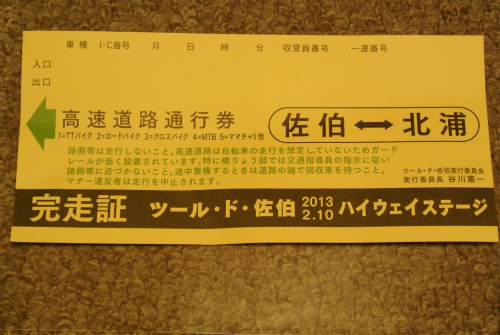 車種 I・C番号 月 日 時 分 収受員番号 一連番号
入口
出口
高速道路通行券
1=TTバイク 2=ロードバイク 3=クロスバイク 4=MTB 5=ママチャリ他
佐伯↔北浦
路側帯は走行しないこと。高速道路は自転車の走行を想定していないためガード
レールが低く設置されています。特に橋りょう部では交通指導員の指示に従い
路側帯に近づかないこと。途中棄権するときは道路の端で回収車を待つこと。
マナー違反者は走行を中止されます。
ツール・ド・佐伯実行委員会
実行委員長 谷川憲一
完走証 ツール・ド・佐伯 2013 2.10 ハイウェイステージ